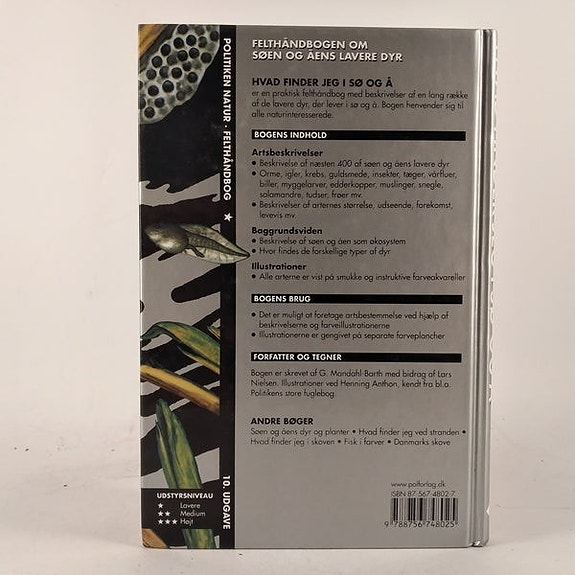 POLITIKEN NATUR · FELTHÅNDBOG ★ 10. UDGAVE
FELTHÅNDBOGEN OM
SØEN OG ÅENS LAVERE DYR
HVAD FINDER JEG I SØ OG Å
er en praktisk felthåndbog med beskrivelser af en lang række
af de lavere dyr, der lever i sø og å. Bogen henvender sig til
alle naturinteresserede.
BOGENS INDHOLD
Artsbeskrivelser
● Beskrivelse af næsten 400 af søen og åens lavere dyr
● Orme, igler, krebs, guldsmede, insekter, tæger, vårfluer,
biller, myggelarver, edderkopper, muslinger, snegle,
salamandre, tudser, frøer mv.
● Beskrivelser af arternes størrelse, udseende, forekomst,
levevis mv.
Baggrundsviden
● Beskrivelse af søen og åen som økosystem
● Hvor findes de forskellige typer af dyr
Illustrationer
● Alle arterne er vist på smukke og instruktive farveakvareller
BOGENS BRUG
● Det er muligt at foretage artsbestemmelse ved hjælp af
beskrivelserne og farveillustrationerne
● Illustrationerne er gengivet på separate farveplancher
FORFATTER OG TEGNER
Bogen er skrevet af G. Mandahl-Barth med bidrag af Lars
Nielsen. Illustrationer ved Henning Anthon, kendt fra bl.a.
Politikens store fuglebog.
ANDRE BØGER
Søen og åens dyr og planter • Hvad finder jeg ved stranden •
Hvad finder jeg i skoven • Fisk i farver • Danmarks skove
UDSTYRSNIVEAU
★ Lavere
★★ Medium
★★★ Højt
www.polforlag.dk
ISBN 87-567-4802-7
9 788756 748025